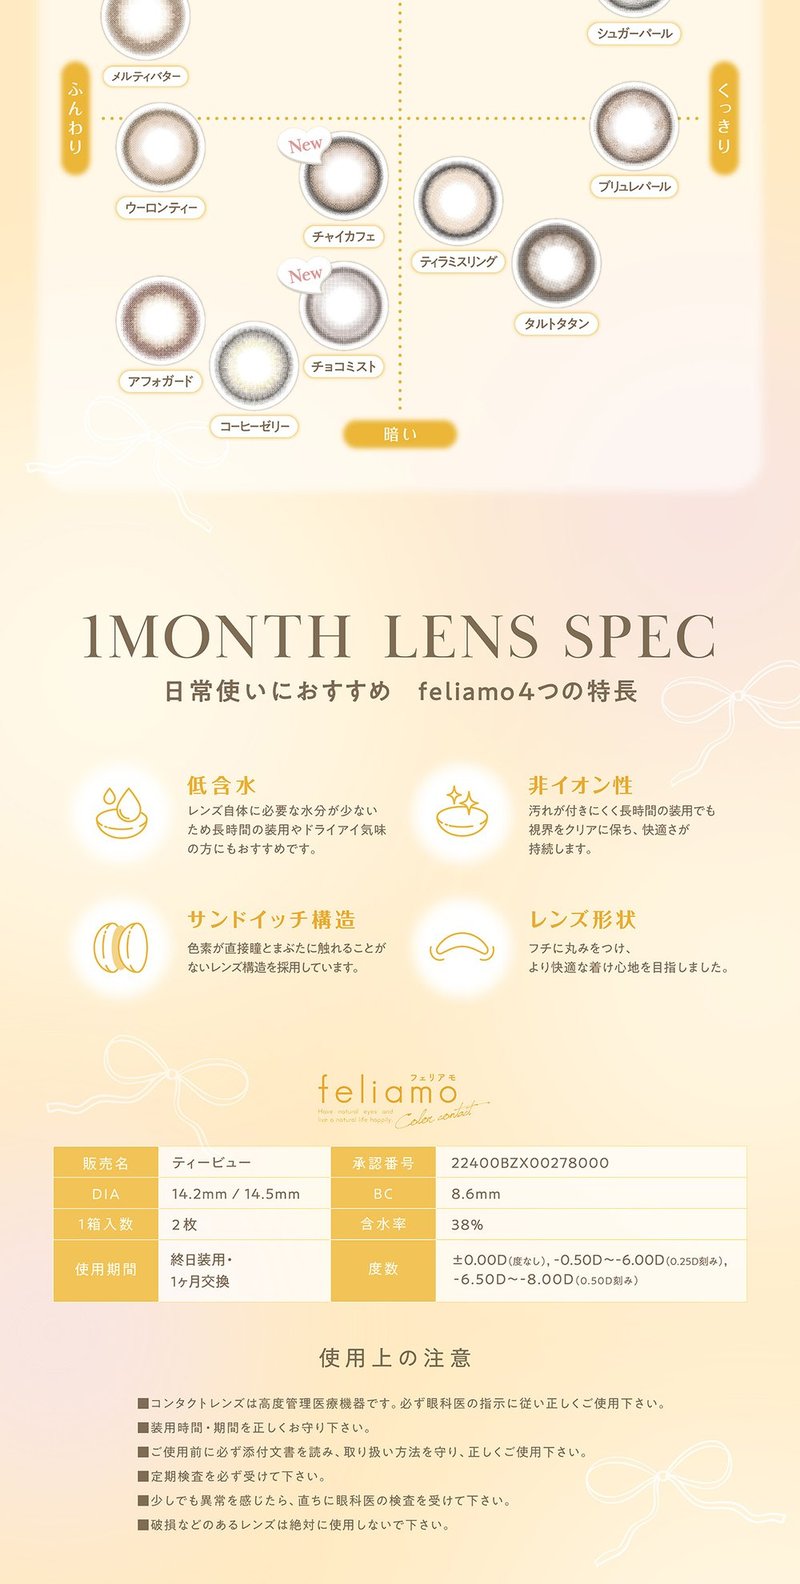 シュガーパール
メルティバター
ふんわり
くっきり
New
ウーロンティー
ブリュレパール
チャイカフェ
ティラミスリング
New
タルトタタン
チョコミスト
アフォガード
コーヒーゼリー
暗い
1MONTH LENS SPEC
日常使いにおすすめ feliamo4つの特長
低含水
レンズ自体に必要な水分が少ない
ため長時間の装用やドライアイ気味
の方にもおすすめです。
非イオン性
汚れが付きにくく長時間の装用でも
視界をクリアに保ち、快適さが
持続します。
サンドイッチ構造
色素が直接瞳とまぶたに触れることが
ないレンズ構造を採用しています。
レンズ形状
フチに丸みをつけ、
より快適な着け心地を目指しました。
フェリアモ
feliamo
Have natural eyes and
live a natural life happily.
Color contact
販売名 ティービュー 承認番号 22400BZX00278000
DIA 14.2mm / 14.5mm BC 8.6mm
1箱入数 2枚 含水率 38%
使用期間 終日装用・
1ヶ月交換
度数 ±0.00D(度なし), -0.50D〜-6.00D(0.25D刻み),
-6.50D〜-8.00D(0.50D刻み)
使用上の注意
■コンタクトレンズは高度管理医療機器です。必ず眼科医の指示に従い正しくご使用下さい。
■装用時間・期間を正しくお守り下さい。
■ご使用前に必ず添付文書を読み、取り扱い方法を守り、正しくご使用下さい。
■定期検査を必ず受けて下さい。
■少しでも異常を感じたら、直ちに眼科医の検査を受けて下さい。
■破損などのあるレンズは絶対に使用しないで下さい。